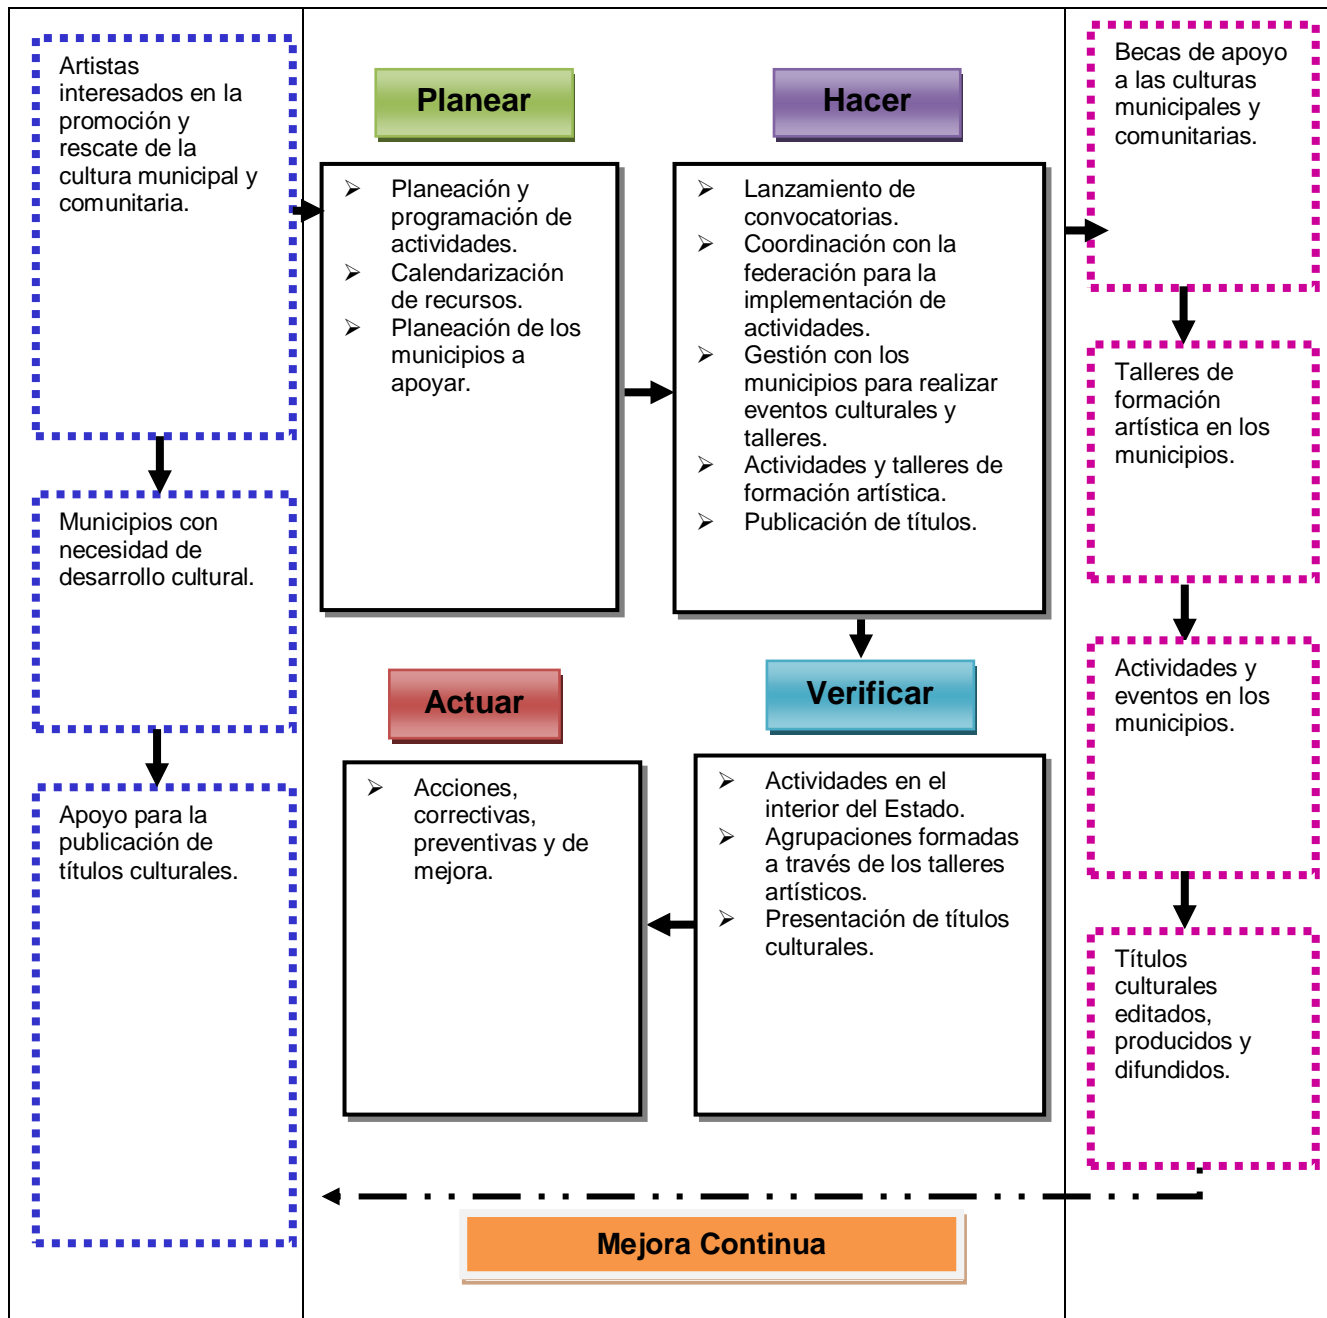 Artistas
interesados en la
promoción y
rescate de la
cultura municipal y
comunitaria.
Municipios con
necesidad de
desarrollo cultural.
Apoyo para la
publicación de
títulos culturales.
Planear
➢ Planeación y
programación de
actividades.
➢ Calendarización
de recursos.
➢ Planeación de los
municipios a
apoyar.
Hacer
➢ Lanzamiento de
convocatorias.
➢ Coordinación con la
federación para la
implementación de
actividades.
➢ Gestión con los
municipios para realizar
eventos culturales y
talleres.
➢ Actividades y talleres de
formación artística.
➢ Publicación de títulos.
Verificar
➢ Actividades en el
interior del Estado.
➢ Agrupaciones formadas
a través de los talleres
artísticos.
➢ Presentación de títulos
culturales.
Actuar
➢ Acciones,
correctivas,
preventivas y de
mejora.
Becas de apoyo
a las culturas
municipales y
comunitarias.
Talleres de
formación
artística en los
municipios.
Actividades y
eventos en los
municipios.
Títulos
culturales
editados,
producidos y
difundidos.
Mejora Continua